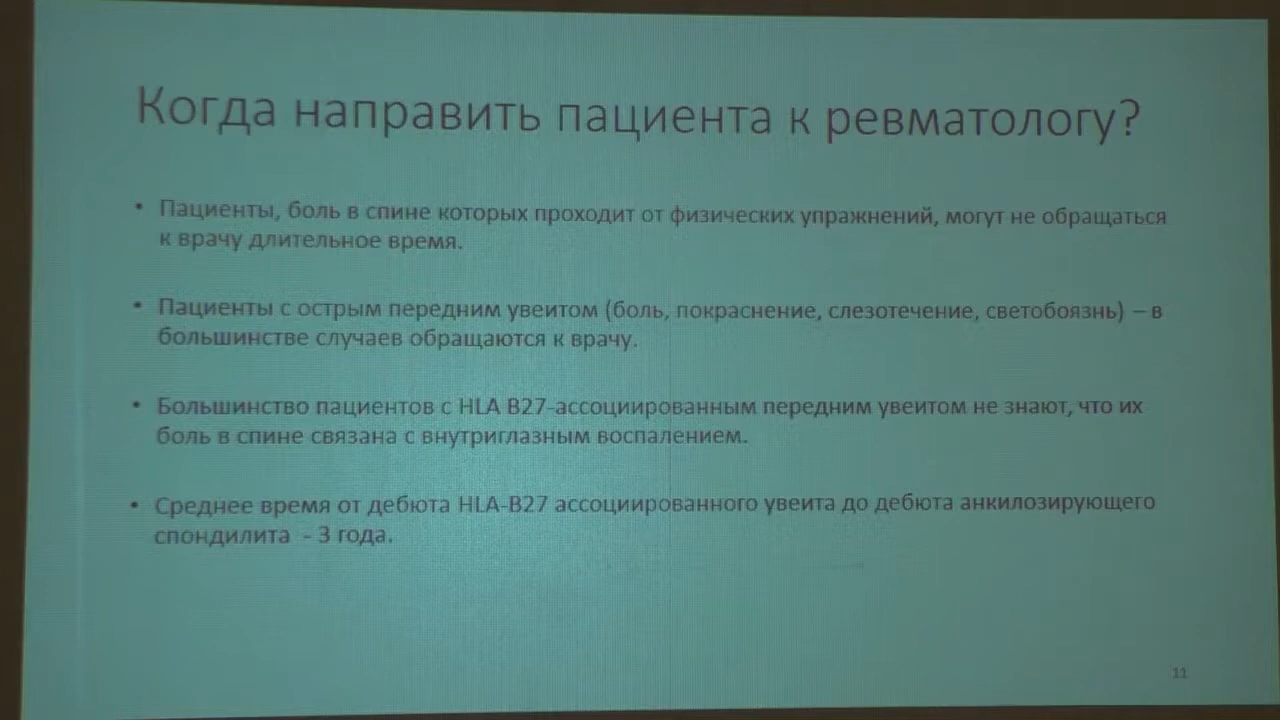 Когда направить пациента к ревматологу?
• Пациенты, боль в спине которых проходит от физических упражнений, могут не обращаться
к врачу длительное время.
• Пациенты с острым передним увеитом (боль, покраснение, слезотечение, светобоязнь) – в
большинстве случаев обращаются к врачу.
• Большинство пациентов с HLA B27-ассоциированным передним увеитом не знают, что их
боль в спине связана с внутриглазным воспалением.
• Среднее время от дебюта HLA-B27 ассоциированного увеита до дебюта анкилозирующего
спондилита - 3 года.
11